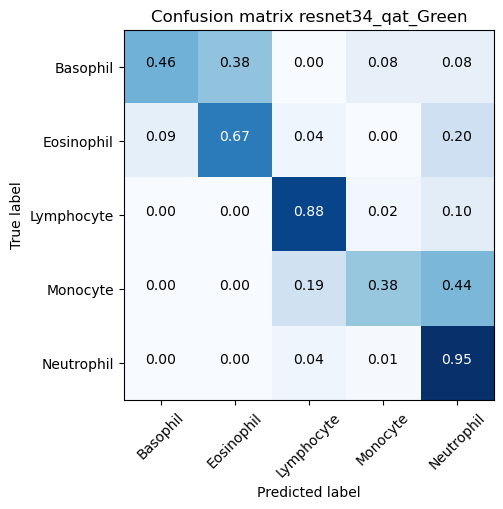 Confusion matrix resnet34_qat_Green
True label
Basophil 0.46 0.38 0.00 0.08 0.08
Eosinophil 0.09 0.67 0.04 0.00 0.20
Lymphocyte 0.00 0.00 0.88 0.02 0.10
Monocyte 0.00 0.00 0.19 0.38 0.44
Neutrophil 0.00 0.00 0.04 0.01 0.95
Basophil Eosinophil Lymphocyte Monocyte Neutrophil
Predicted label